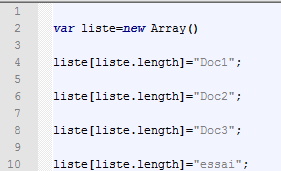 1
2 var liste=new Array()
3
4 liste[liste.length]="Doc1";
5
6 liste[liste.length]="Doc2";
7
8 liste[liste.length]="Doc3";
9
10 liste[liste.length]="essai";